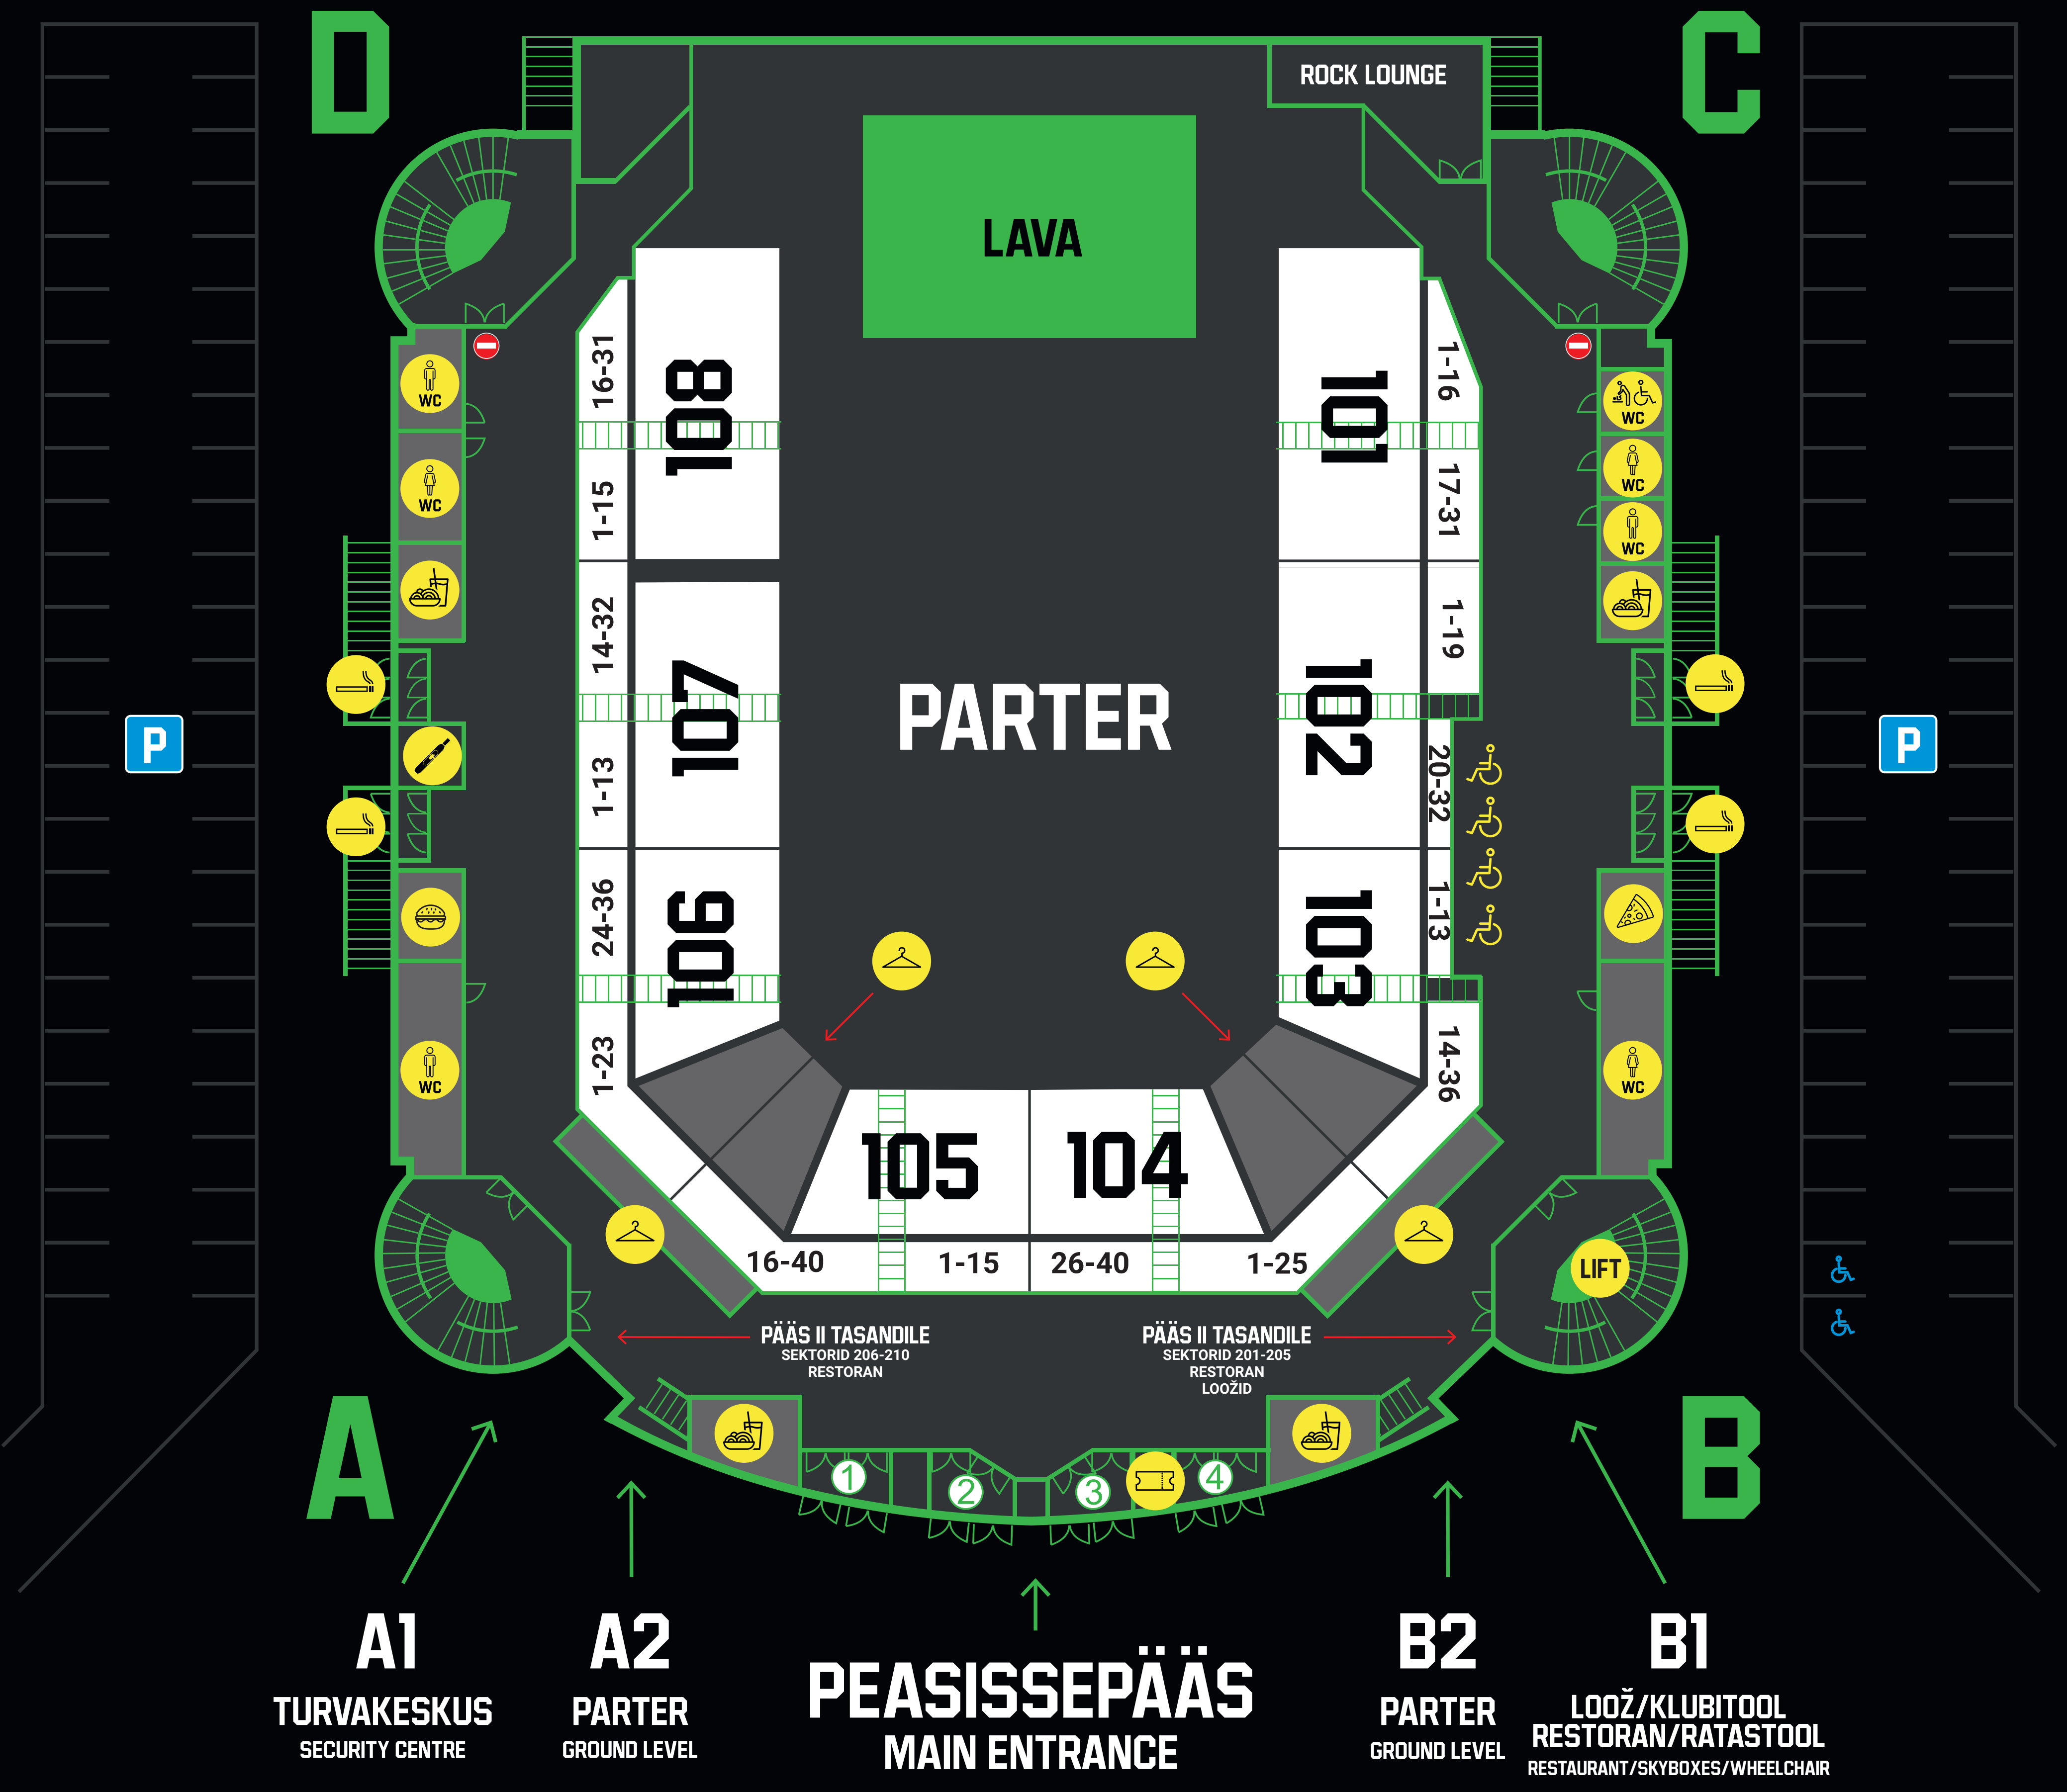 D
C
ROCK LOUNGE
LAVA
16-31
108
1-15
101
1-16
17-31
WC
WC
WC
WC
WC
14-32
107
1-13
PARTER
102
1-19
20-32
P
P
24-36
106
1-23
103
1-13
14-36
WC
WC
105
104
16-40
1-15
26-40
1-25
LIFT
PÄÄS II TASANDILE
SEKTORID 206-210
RESTORAN
PÄÄS II TASANDILE
SEKTORID 201-205
RESTORAN
LOOŽID
A
B
1
2
3
4
A1
TURVAKESKUS
SECURITY CENTRE
A2
PARTER
GROUND LEVEL
PEASISSEPÄÄS
MAIN ENTRANCE
B2
PARTER
GROUND LEVEL
B1
LOOŽ/KLUBITOOL
RESTORAN/RATASTOOL
RESTAURANT/SKYBOXES/WHEELCHAIR